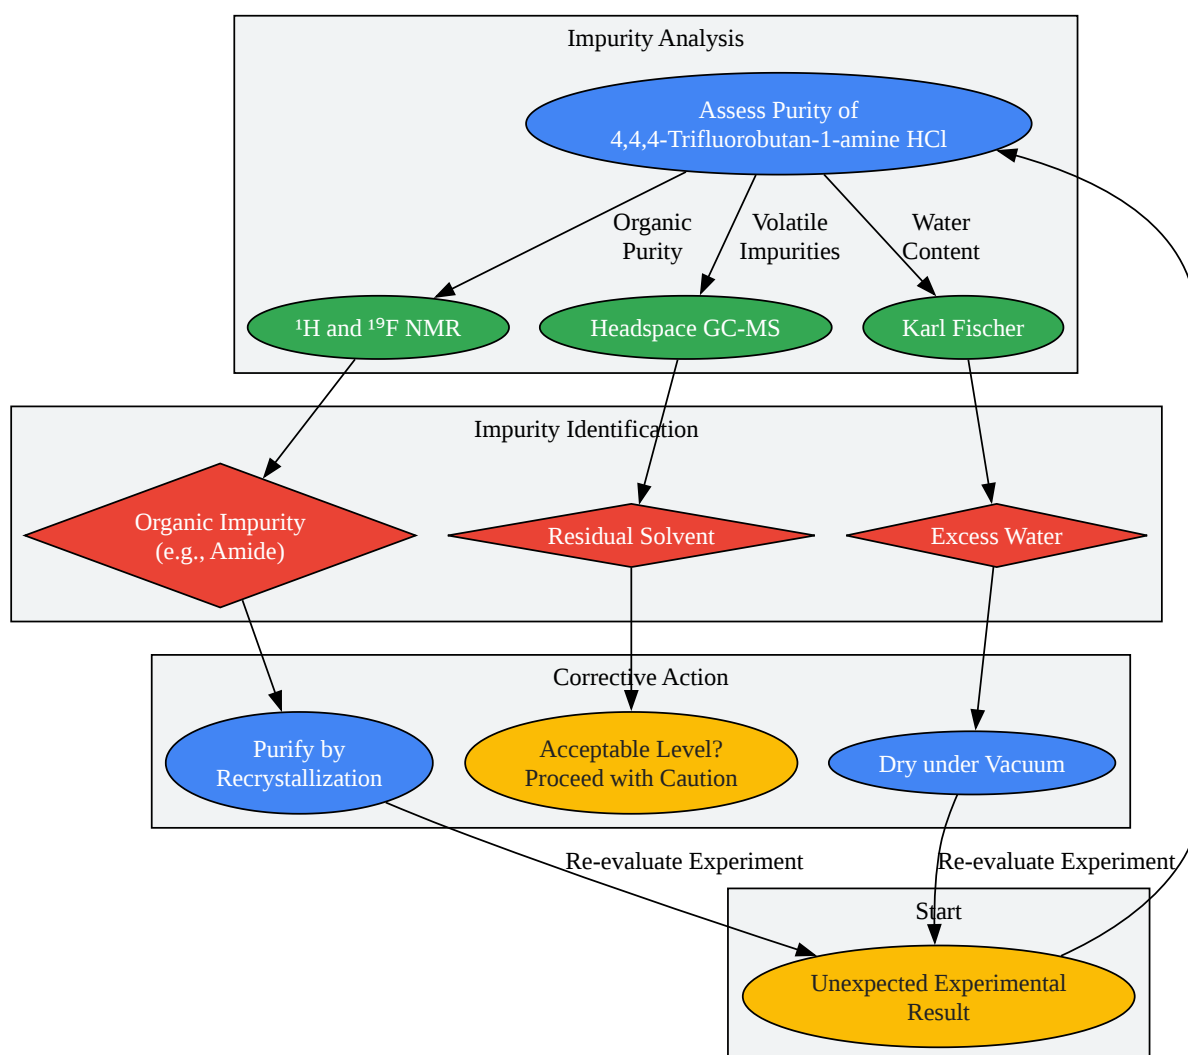 Impurity Analysis
Assess Purity of
4,4,4-Trifluorobutan-1-amine HCl
Organic
Purity
Volatile
Impurities
Water
Content
¹H and ¹⁹F NMR
Headspace GC-MS
Karl Fischer
Impurity Identification
Organic Impurity
(e.g., Amide)
Residual Solvent
Excess Water
Corrective Action
Purify by
Recrystallization
Acceptable Level?
Proceed with Caution
Dry under Vacuum
Re-evaluate Experiment
Re-evaluate Experiment
Start
Unexpected Experimental
Result